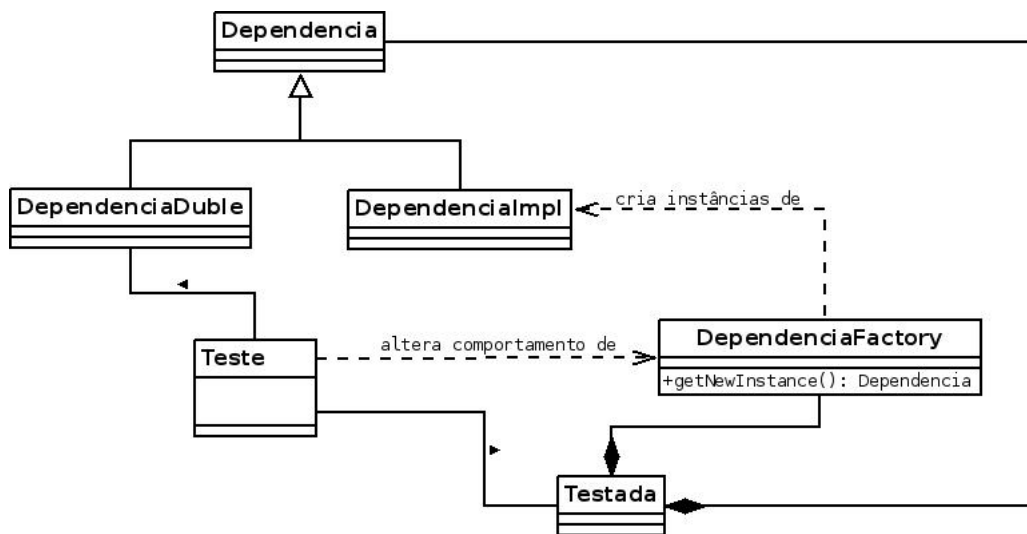 Dependencia
DependenciaDuble
DependenciaImpl
cria instâncias de
Teste
altera comportamento de
DependenciaFactory
+getNewInstance(): Dependencia
Testada